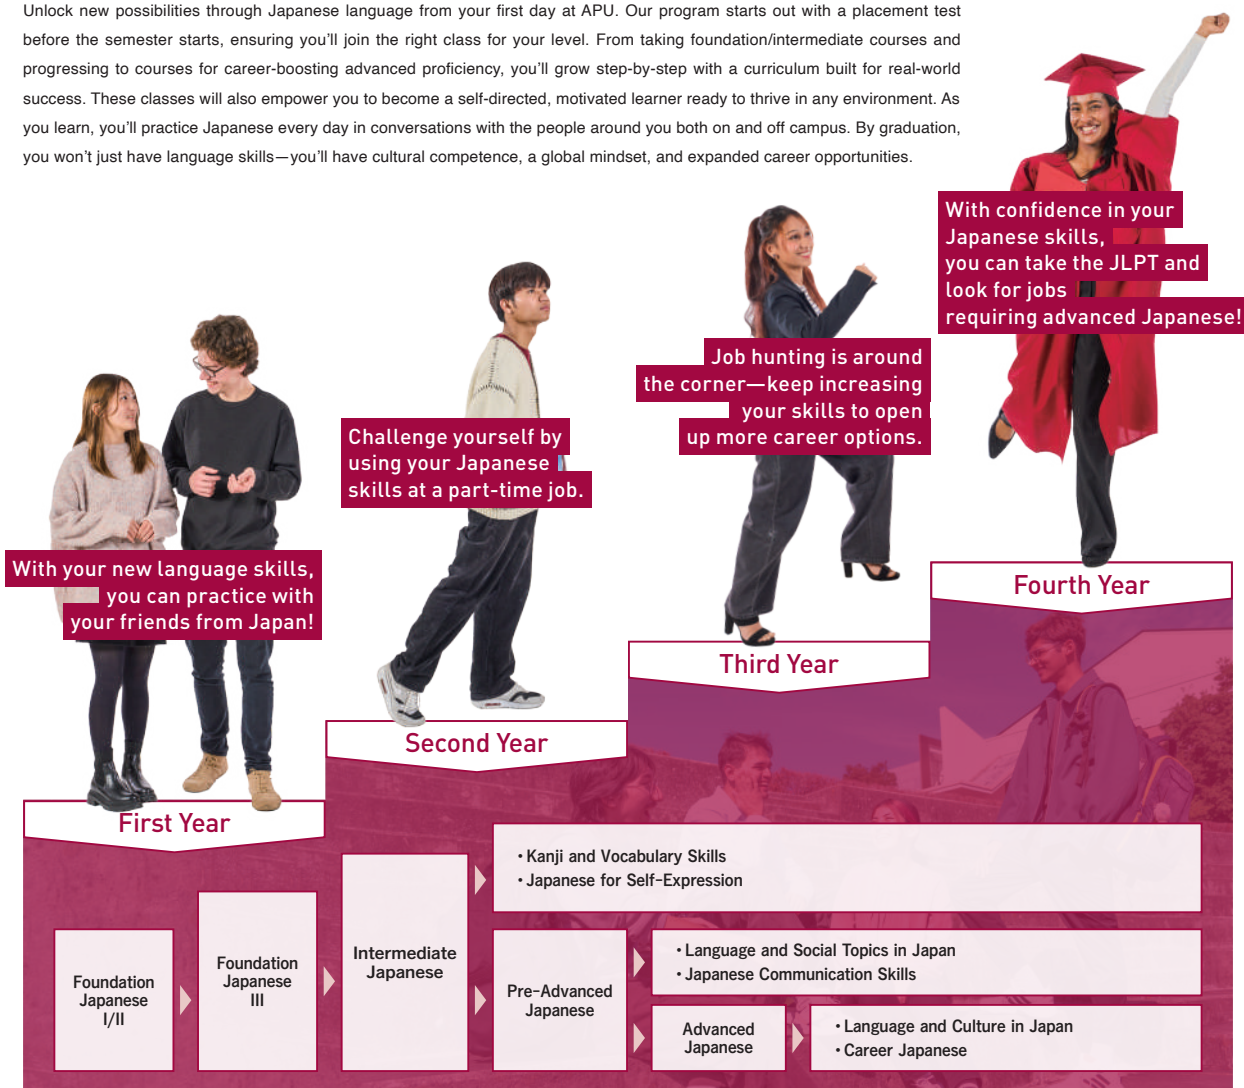 Unlock new possibilities through Japanese language from your first day at APU. Our program starts out with a placement test
before the semester starts, ensuring you'll join the right class for your level. From taking foundation/intermediate courses and
progressing to courses for career-boosting advanced proficiency, you'll grow step-by-step with a curriculum built for real-world
success. These classes will also empower you to become a self-directed, motivated learner ready to thrive in any environment. As
you learn, you'll practice Japanese every day in conversations with the people around you both on and off campus. By graduation,
you won't just have language skills—you'll have cultural competence, a global mindset, and expanded career opportunities.
With your new language skills,
you can practice with
your friends from Japan!
First Year
Challenge yourself by
using your Japanese
skills at a part-time job.
Second Year
Job hunting is around
the corner—keep increasing
your skills to open
up more career options.
Third Year
With confidence in your
Japanese skills,
you can take the JLPT and
look for jobs
requiring advanced Japanese!
Fourth Year
Foundation
Japanese
I/II
Foundation
Japanese
III
Intermediate
Japanese
・Kanji and Vocabulary Skills
・Japanese for Self-Expression
Pre-Advanced
Japanese
・Language and Social Topics in Japan
・Japanese Communication Skills
Advanced
Japanese
・Language and Culture in Japan
・Career Japanese